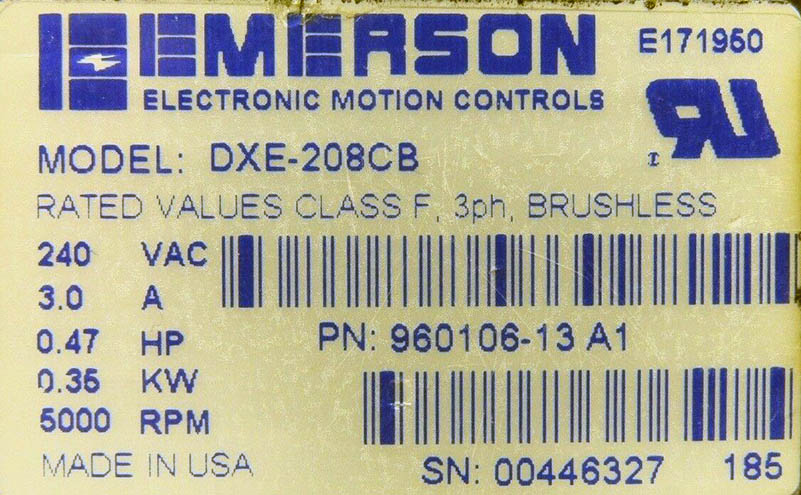 EMERSON
E171950
ELECTRONIC MOTION CONTROLS
MODEL: DXE-208CB
RATED VALUES CLASS F, 3ph, BRUSHLESS
240 VAC
3.0 A
0.47 HP
PN: 960106-13 A1
0.35 KW
5000 RPM
MADE IN USA
SN: 00446327 185